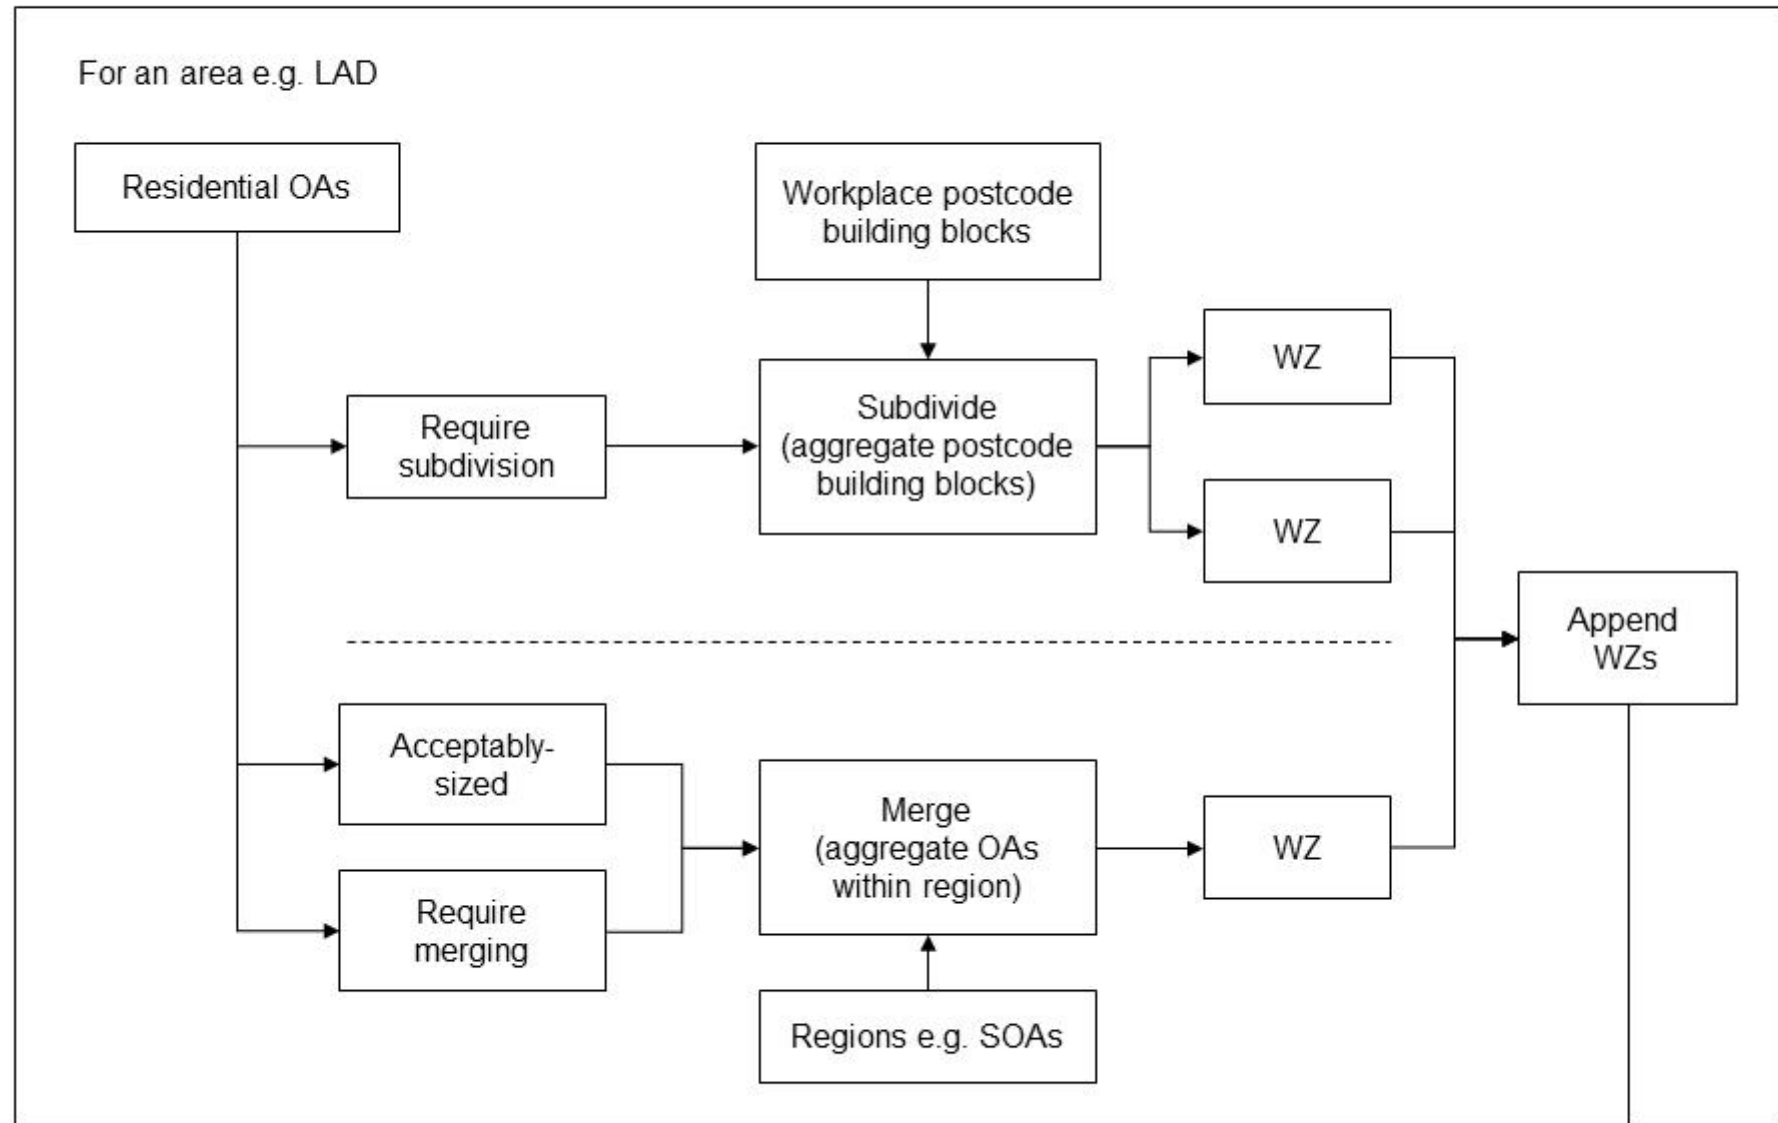 For an area e.g. LAD
Residential OAs
Workplace postcode
building blocks
WZ
Require
subdivision
Subdivide
(aggregate postcode
building blocks)
WZ
Append
WZs
Acceptably-
sized
Merge
(aggregate OAs
within region)
WZ
Require
merging
Regions e.g. SOAs